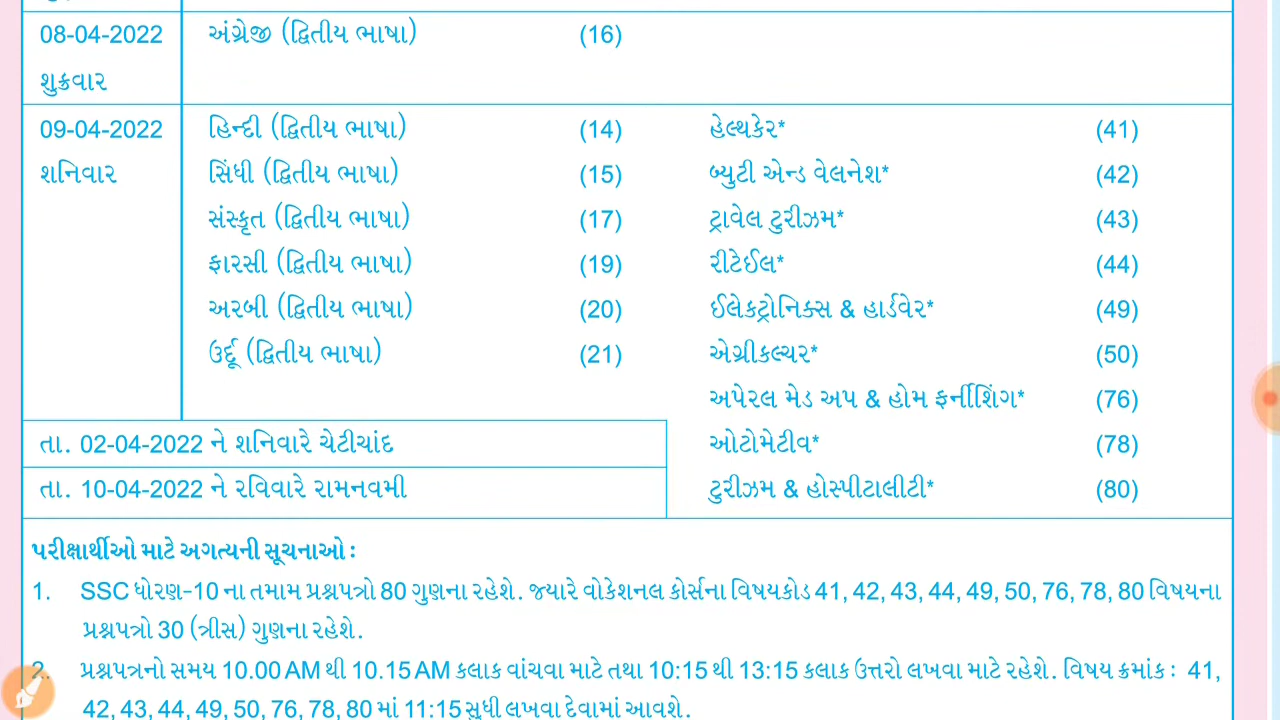 08-04-2022 અંગ્રેજી (દ્વિતીય ભાષા) (16)
શુક્રવાર
09-04-2022 હિન્દી (દ્વિતીય ભાષા) (14) હેલ્થકેર* (41)
શનિવાર સિંધી (દ્વિતીય ભાષા) (15) બ્યુટી એન્ડ વેલનેશ* (42)
સંસ્કૃત (દ્વિતીય ભાષા) (17) ટ્રાવેલ ટુરીઝમ* (43)
ફારસી (દ્વિતીય ભાષા) (19) રીટેઈલ* (44)
અરબી (દ્વિતીય ભાષા) (20) ઈલેકટ્રોનિક્સ & હાર્ડવેર* (49)
ઉર્દૂ (દ્વિતીય ભાષા) (21) એગ્રીકલ્ચર* (50)
અપેરલ મેડ અપ & હોમ ફર્નીશિંગ* (76)
તા. 02-04-2022 ને શનિવારે ચેટીચાંદ ઓટોમેટીવ* (78)
તા. 10-04-2022 ને રવિવારે રામનવમી ટુરીઝમ & હોસ્પીટાલીટી* (80)
પરીક્ષાર્થીઓ માટે અગત્યની સૂચનાઓ :
1. SSC ધોરણ-10 ના તમામ પ્રશ્નપત્રો 80 ગુણના રહેશે. જ્યારે વોકેશનલ કોર્સના વિષયકોડ 41, 42, 43, 44, 49, 50, 76, 78, 80 વિષયના
પ્રશ્નપત્રો 30 (ત્રીસ) ગુણના રહેશે.
2. પ્રશ્નપત્રનો સમય 10.00 AM થી 10.15 AM કલાક વાંચવા માટે તથા 10:15 થી 13:15 કલાક ઉત્તરો લખવા માટે રહેશે. વિષય ક્રમાંક : 41,
42, 43, 44, 49, 50, 76, 78, 80 માં 11:15 સુધી લખવા દેવામાં આવશે.